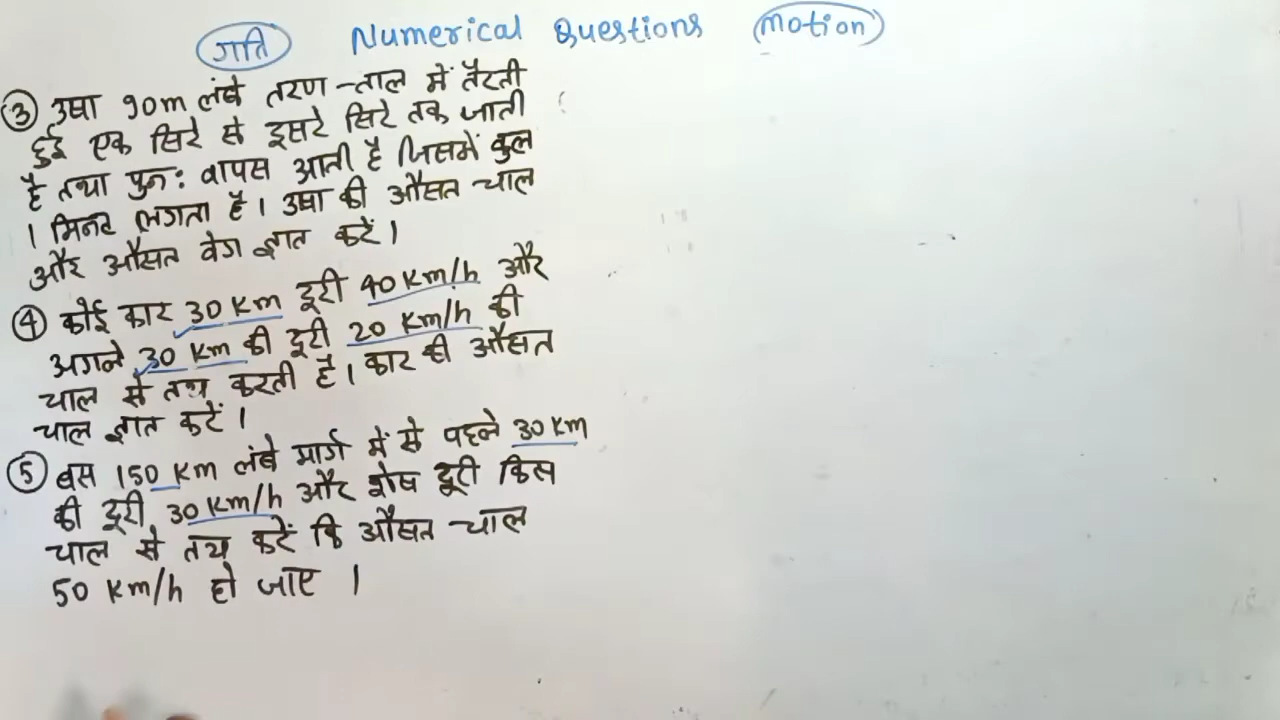 गति Numerical Questions (motion)
③ उषा 90m लंबे तरण-ताल में तैरती
हुई एक सिरे से दूसरे सिरे तक जाती
है तथा पुनः वापस आती है जिसमें कुल
1 मिनट लगता है। उषा की औसत चाल
और औसत वेग ज्ञात करें।
④ कोई कार 30 Km दूरी 40 Km/h और
अगले 30 Km की दूरी 20 Km/h की
चाल से तय करती है। कार की औसत
चाल ज्ञात करें।
⑤ बस 150 Km लंबे मार्ग में से पहले 30 Km
की दूरी 30 Km/h और शेष दूरी किस
चाल से तय करें कि औसत चाल
50 Km/h हो जाए ।